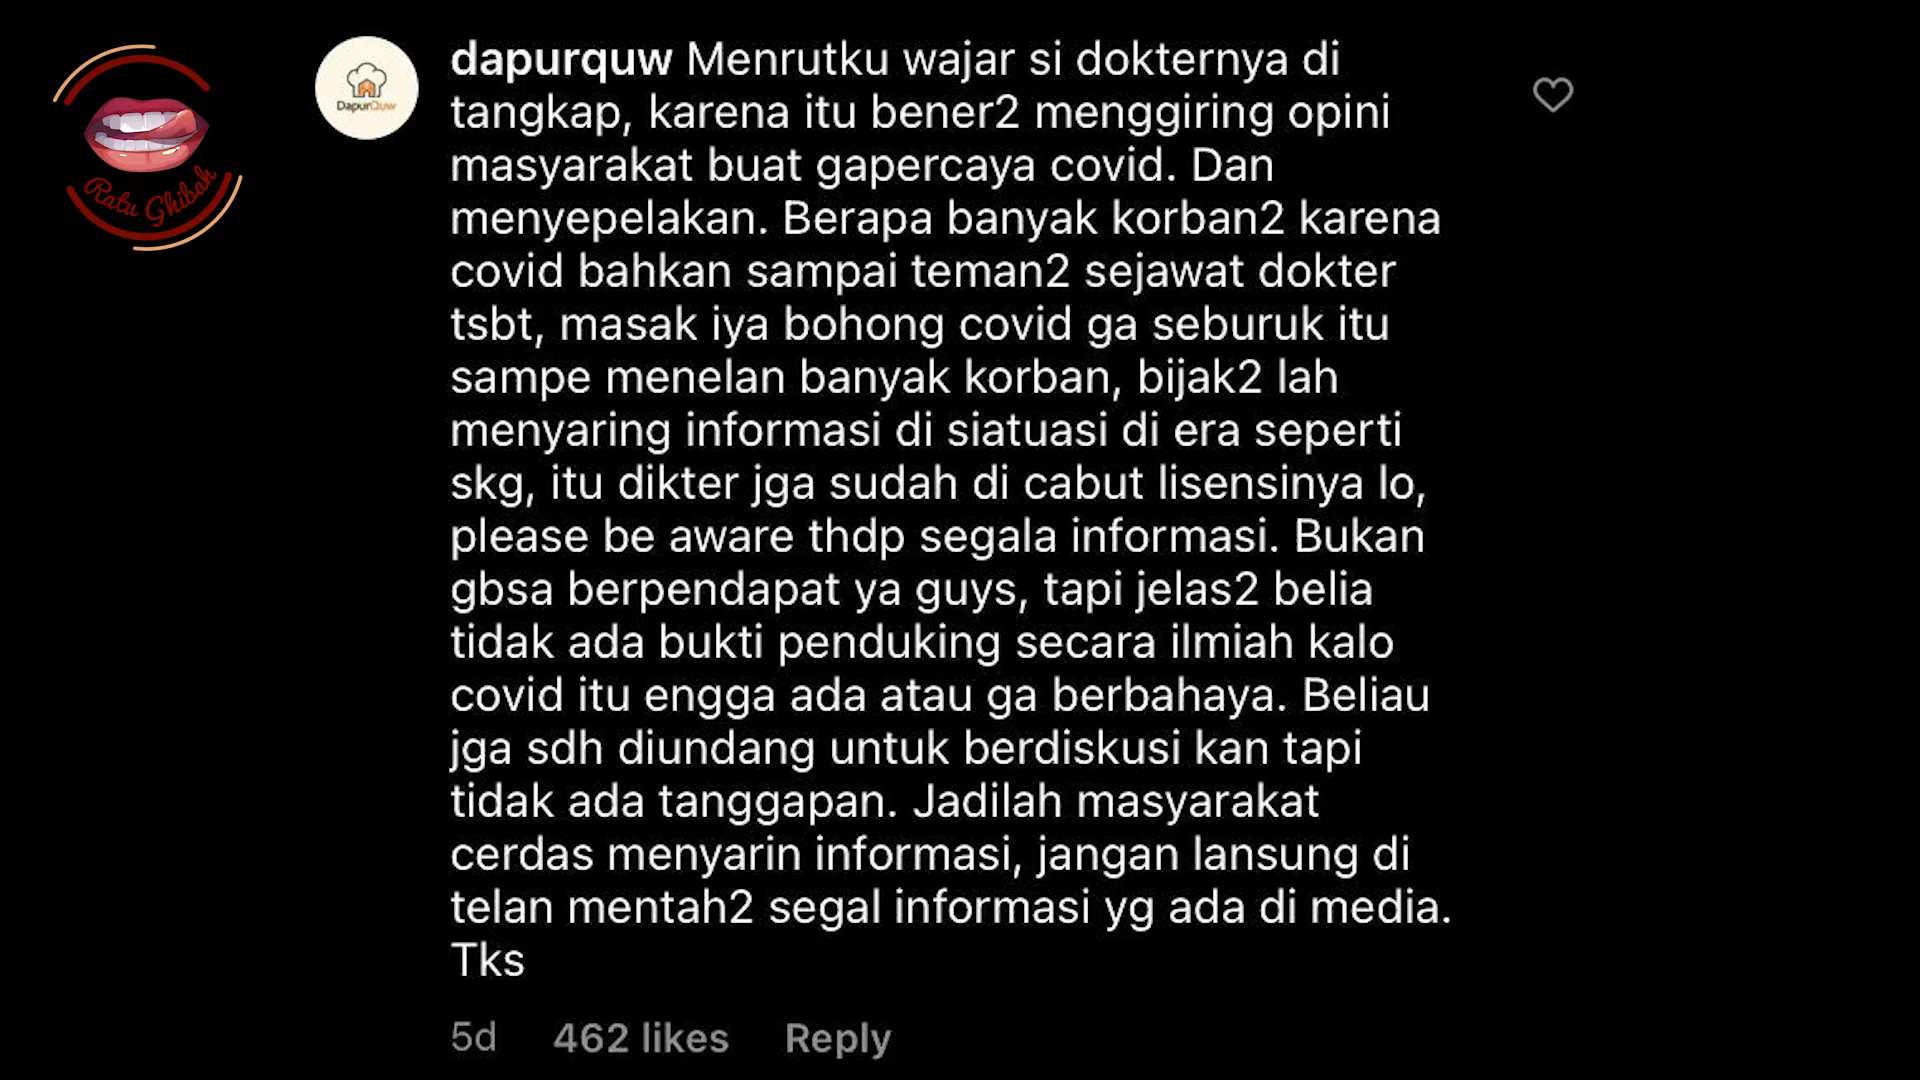 Ratu Ghibah
DapurQuw
dapurquw Menrutku wajar si dokternya di
tangkap, karena itu bener2 menggiring opini
masyarakat buat gapercaya covid. Dan
menyepelakan. Berapa banyak korban2 karena
covid bahkan sampai teman2 sejawat dokter
tsbt, masak iya bohong covid ga seburuk itu
sampe menelan banyak korban, bijak2 lah
menyaring informasi di siatuasi di era seperti
skg, itu dikter jga sudah di cabut lisensinya lo,
please be aware thdp segala informasi. Bukan
gbsa berpendapat ya guys, tapi jelas2 belia
tidak ada bukti penduking secara ilmiah kalo
covid itu engga ada atau ga berbahaya. Beliau
jga sdh diundang untuk berdiskusi kan tapi
tidak ada tanggapan. Jadilah masyarakat
cerdas menyarin informasi, jangan lansung di
telan mentah2 segal informasi yg ada di media.
Tks
5d 462 likes Reply